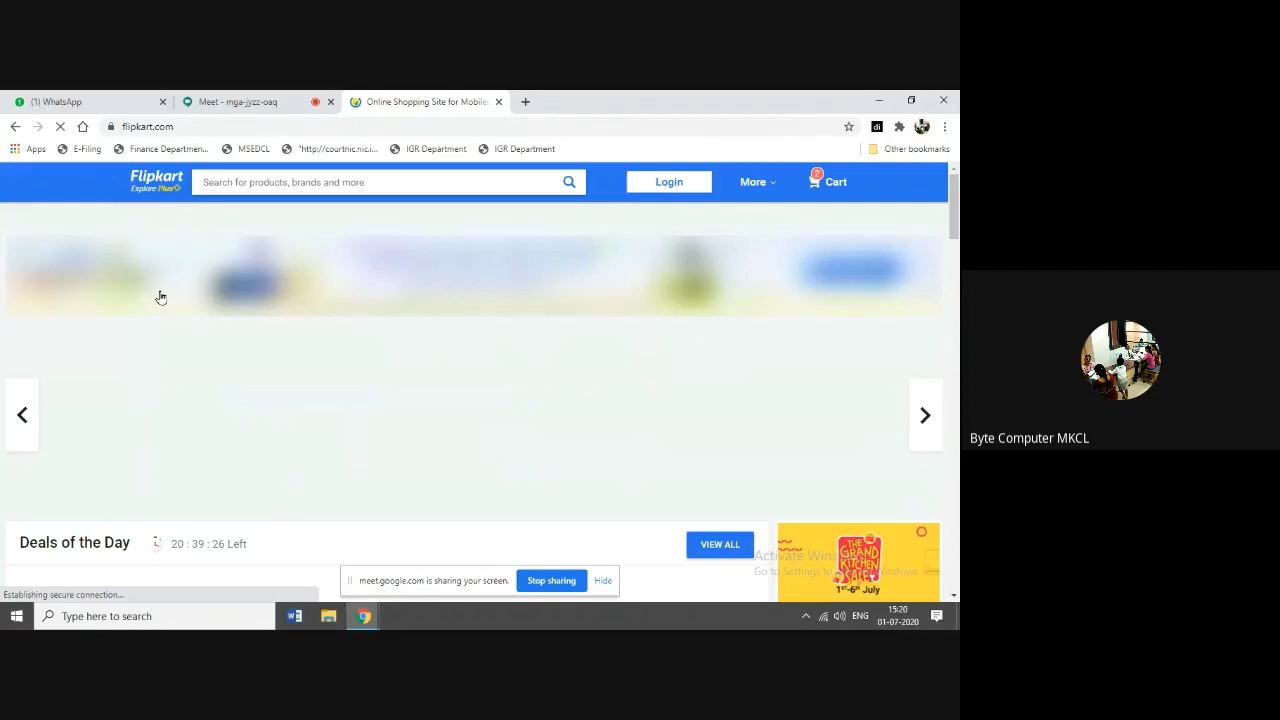 (1) WhatsApp
Meet - mga-jyzz-oaq
Online Shopping Site for Mobile
flipkart.com
Apps
E-Filing
Finance Departmen...
MSEDCL
"http://courtnic.nic.i...
IGR Department
IGR Department
Other bookmarks
Flipkart
Explore Plus
Search for products, brands and more
Login
More
2
Cart
Deals of the Day
20 : 39 : 26 Left
VIEW ALL
THE GRAND KITCHEN SALE
1ST-6th July
Activate Win
Go to Settings to
meet.google.com is sharing your screen.
Stop sharing
Hide
Establishing secure connection...
Type here to search
ENG
15:20
01-07-2020
Byte Computer MKCL